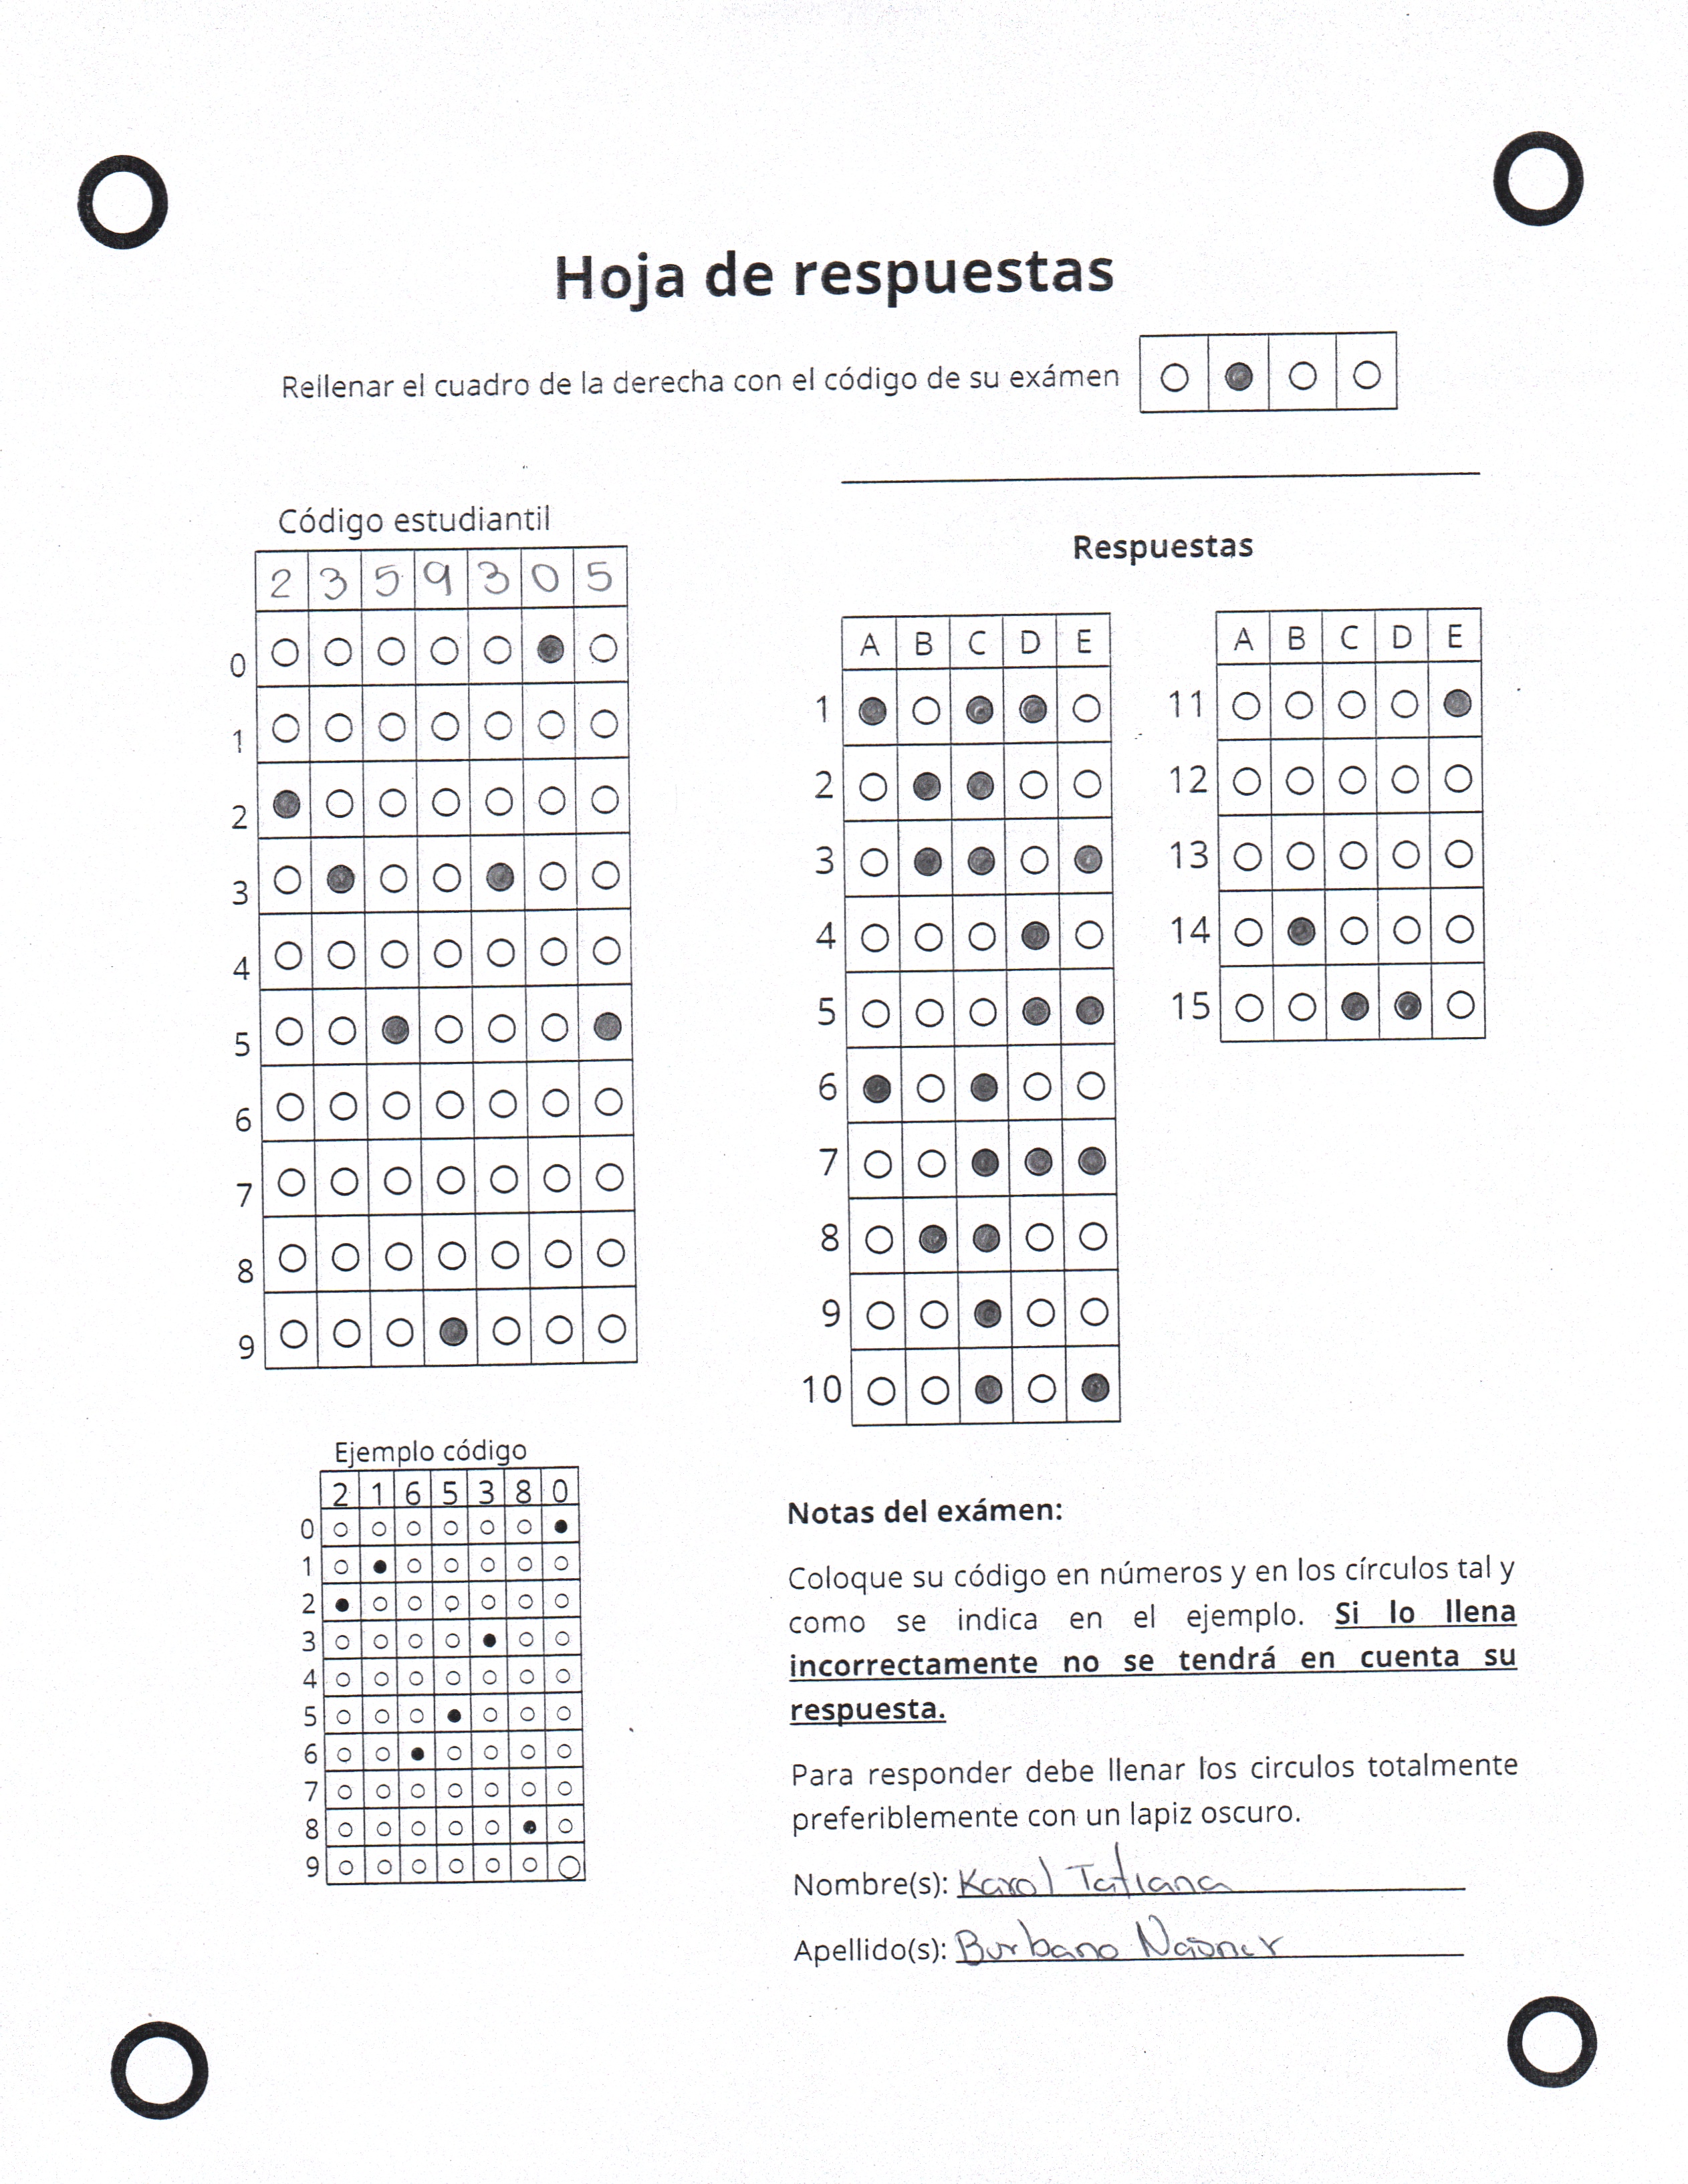 Hoja de respuestas
Rellenar el cuadro de la derecha con el código de su exámen
Código estudiantil
2 3 5 9 3 0 5
0
1
2
3
4
5
6
7
8
9
Respuestas
A B C D E
1
2
3
4
5
6
7
8
9
10
A B C D E
11
12
13
14
15
Ejemplo código
2 1 6 5 3 8 0
0
1
2
3
4
5
6
7
8
9
Notas del exámen:
Coloque su código en números y en los círculos tal y
como se indica en el ejemplo. Si lo llena
incorrectamente no se tendrá en cuenta su
respuesta.
Para responder debe llenar los circulos totalmente
preferiblemente con un lapiz oscuro.
Nombre(s): Karol Tatiana
Apellido(s): Burbano